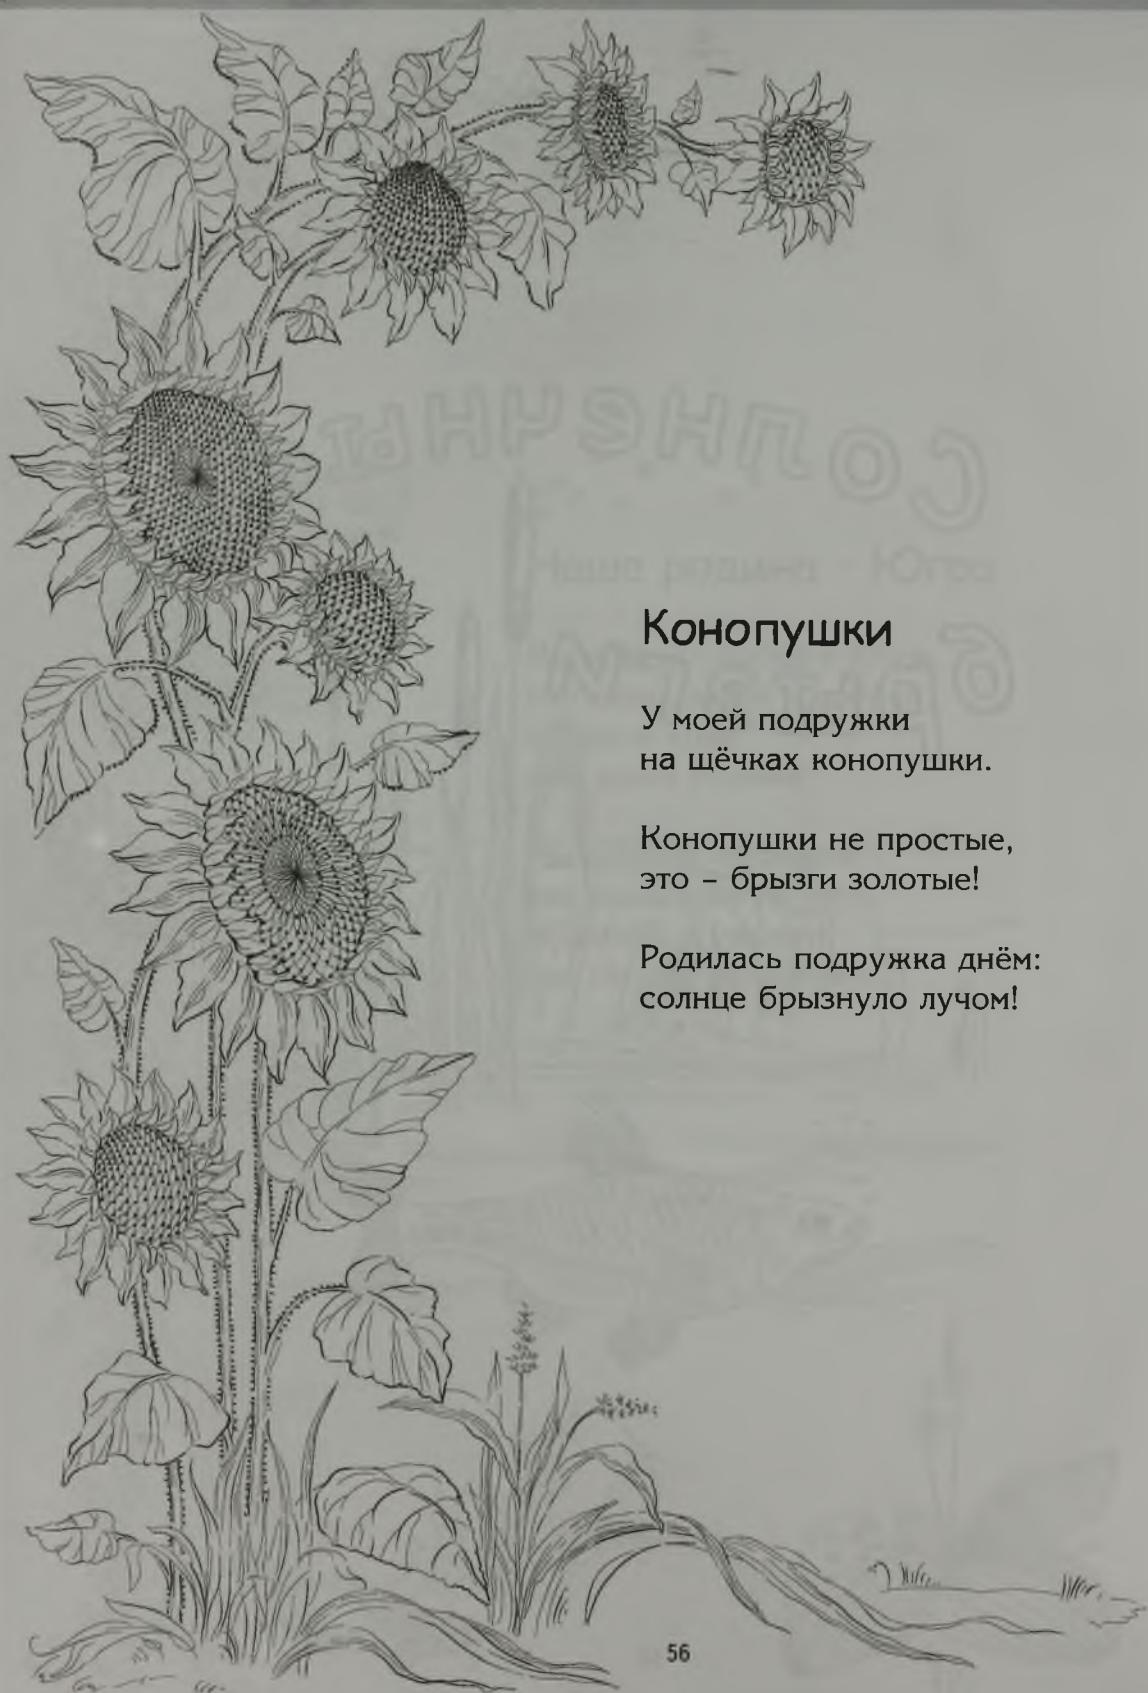 Конопушки
У моей подружки
на щёчках конопушки.
Конопушки не простые,
это – брызги золотые!
Родилась подружка днём:
солнце брызнуло лучом!
56